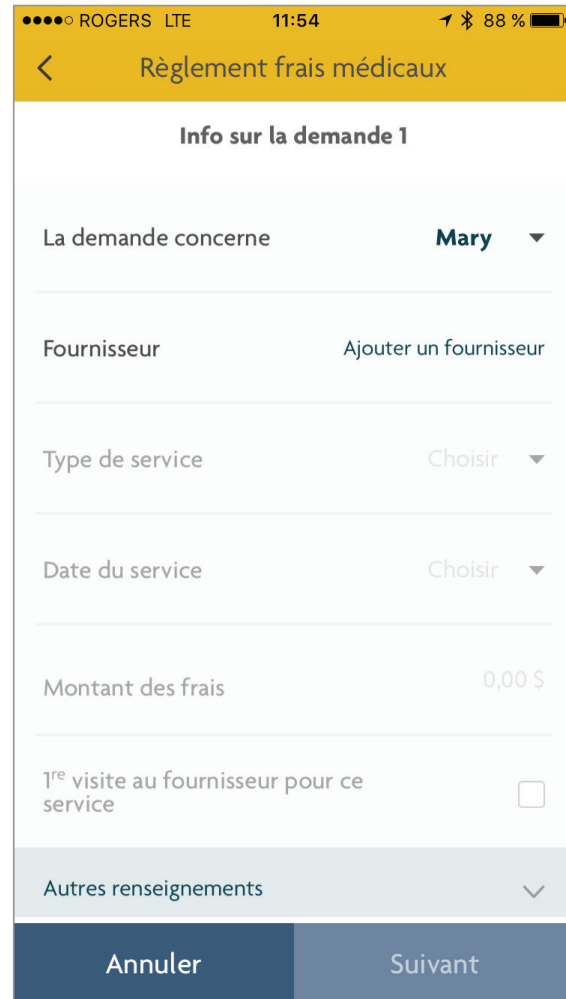 ROGERS LTE 11:54 88 %
Règlement frais médicaux
Info sur la demande 1
La demande concerne Mary
Fournisseur Ajouter un fournisseur
Type de service Choisir
Date du service Choisir
Montant des frais 0,00 $
1re visite au fournisseur pour ce
service
Autres renseignements
Annuler Suivant